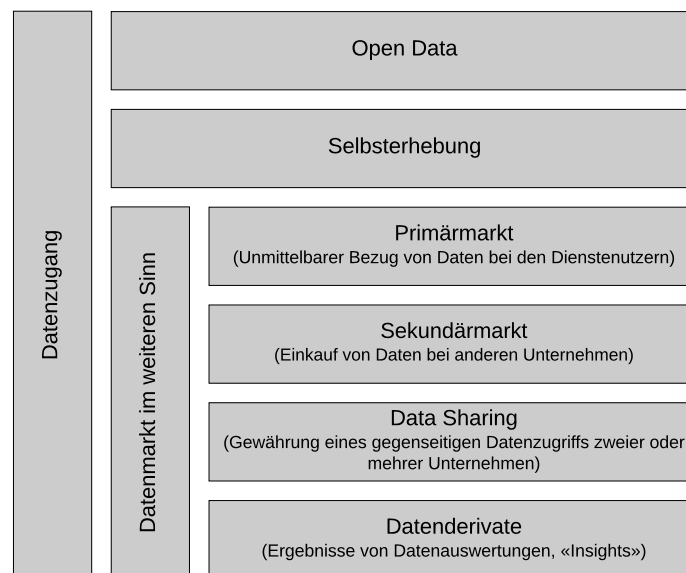 Datenzugang
Open Data
Selbsterhebung
Datenmarkt im weiteren Sinn
Primärmarkt
(Unmittelbarer Bezug von Daten bei den Dienstenutzern)
Sekundärmarkt
(Einkauf von Daten bei anderen Unternehmen)
Data Sharing
(Gewährung eines gegenseitigen Datenzugriffs zweier oder
mehrer Unternehmen)
Datenderivate
(Ergebnisse von Datenauswertungen, «Insights»)